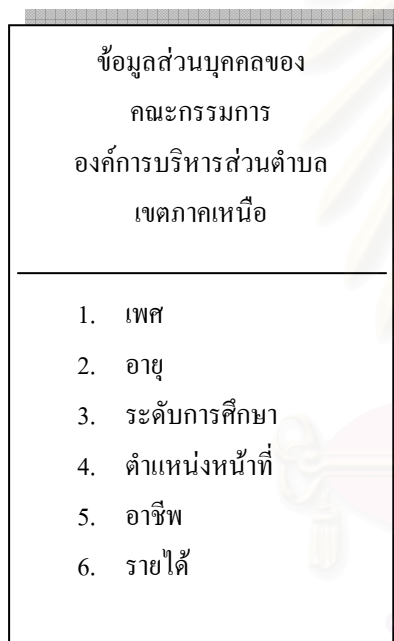 ข้อมูลส่วนบุคคลของ
คณะกรรมการ
องค์การบริหารส่วนตำบล
เขตภาคเหนือ
1. เพศ
2. อายุ
3. ระดับการศึกษา
4. ตำแหน่งหน้าที่
5. อาชีพ
6. รายได้